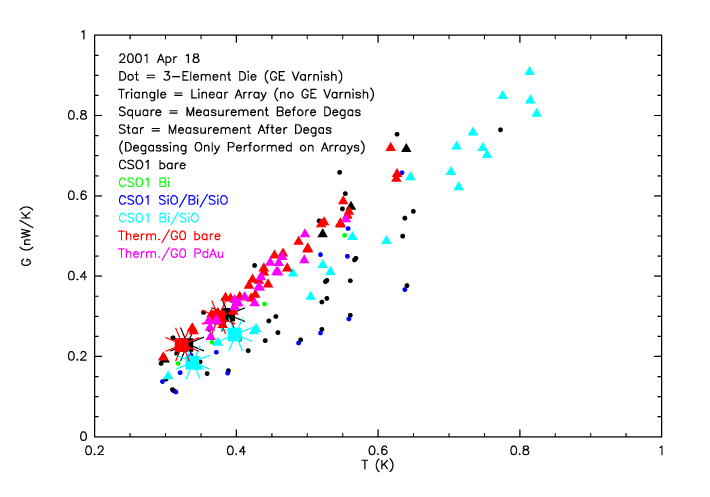 2001 Apr 18
Dot = 3-Element Die (GE Varnish)
Triangle = Linear Array (no GE Varnish)
Square = Measurement Before Degas
Star = Measurement After Degas
(Degassing Only Performed on Arrays)
CSO1 bare
CSO1 Bi
CSO1 SiO/Bi/SiO
CSO1 Bi/SiO
Therm./G0 bare
Therm./G0 PdAu
G (nW/K)
1
0.8
0.6
0.4
0.2
0
0.2 0.4 0.6 0.8 1
T (K)